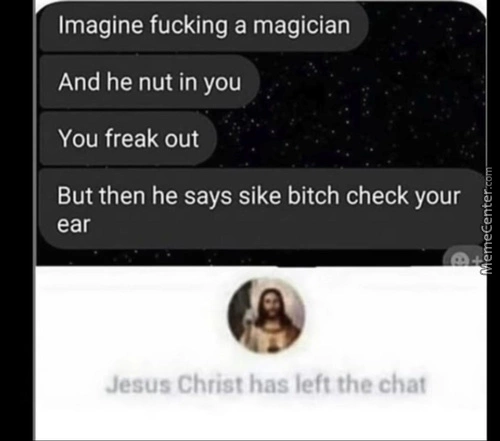 Imagine fucking a magician
And he nut in you
You freak out
But then he says sike bitch check your
ear
MemeCenter.com
Jesus Christ has left the chat